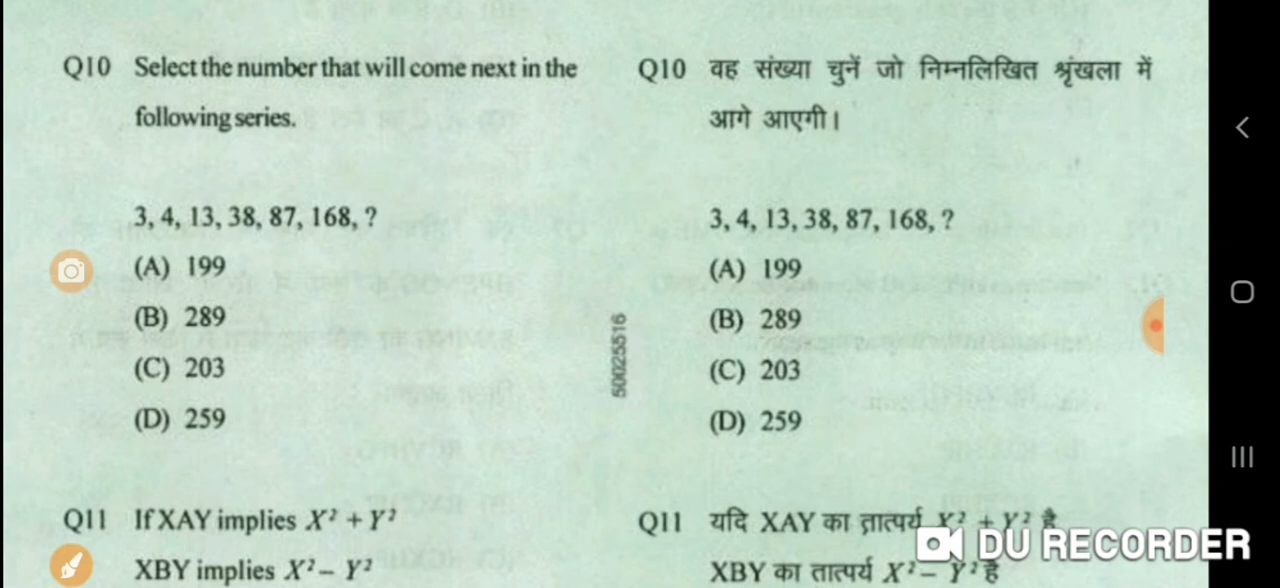 Q10 Select the number that will come next in the
following series.
3, 4, 13, 38, 87, 168, ?
(A) 199
(B) 289
(C) 203
(D) 259
Q11 If XAY implies X² + Y²
XBY implies X² – Y²
50025516
Q10 वह संख्या चुनें जो निम्नलिखित श्रृंखला में
आगे आएगी।
3, 4, 13, 38, 87, 168, ?
(A) 199
(B) 289
(C) 203
(D) 259
Q11 यदि XAY का तात्पर्य X² + Y² है
XBY का तात्पर्य X² – Y² है
DU RECORDER